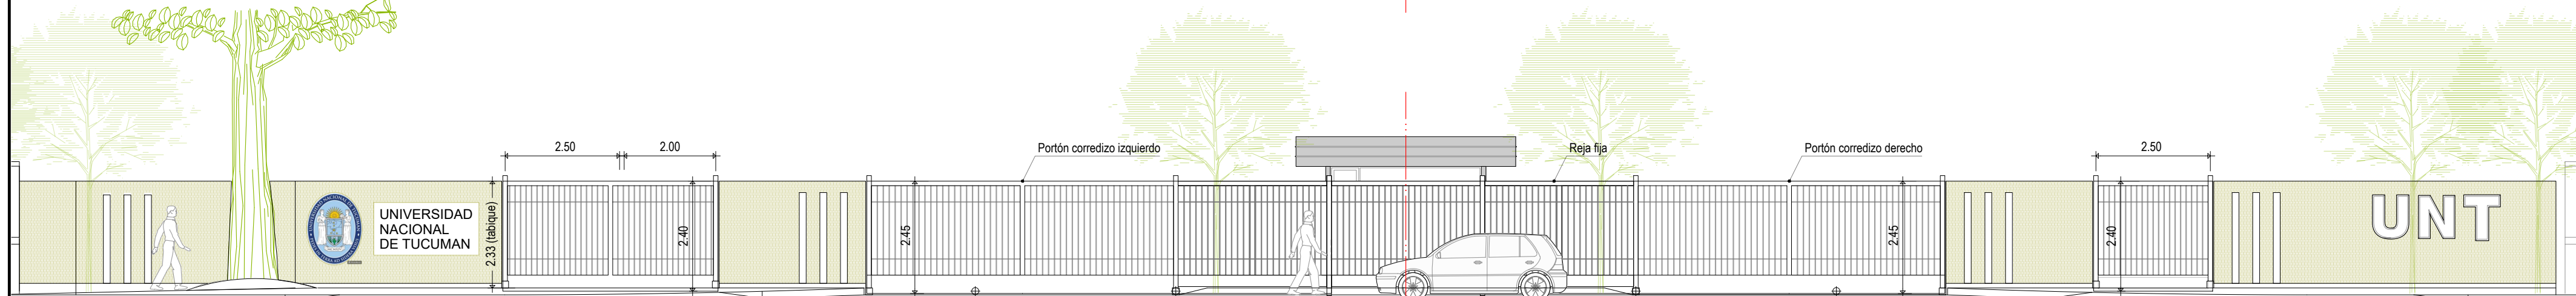 UNIVERSIDAD
NACIONAL
DE TUCUMAN
2.33 (tabique)
2.50
2.00
2.40
2.45
Portón corredizo izquierdo
Reja fija
Portón corredizo derecho
2.45
2.50
2.40
UNT